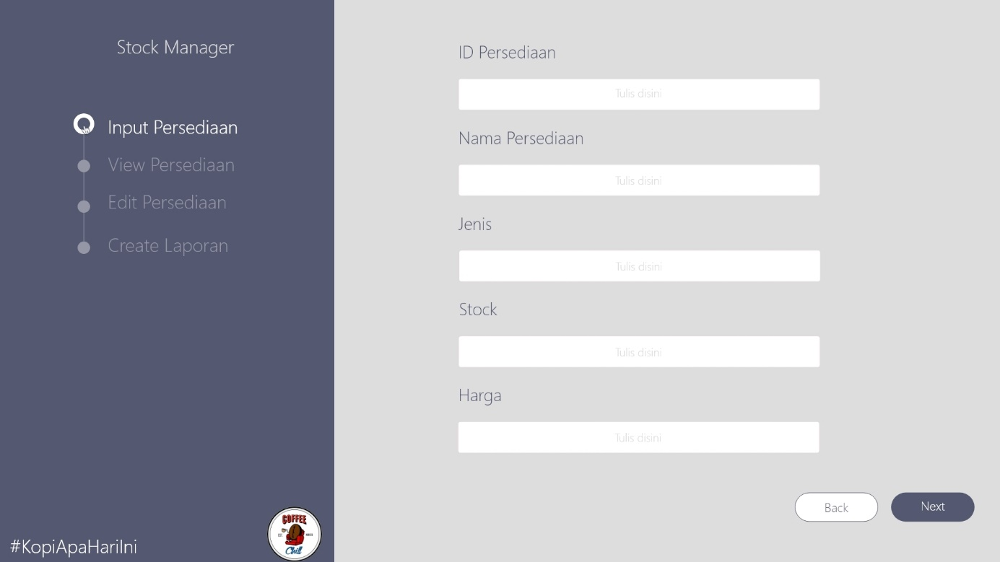 Stock Manager
Input Persediaan
View Persediaan
Edit Persediaan
Create Laporan
#KopiApaHariIni
COFFEE
Chill
ID Persediaan
Tulis disini
Nama Persediaan
Tulis disini
Jenis
Tulis disini
Stock
Tulis disini
Harga
Tulis disini
Back
Next